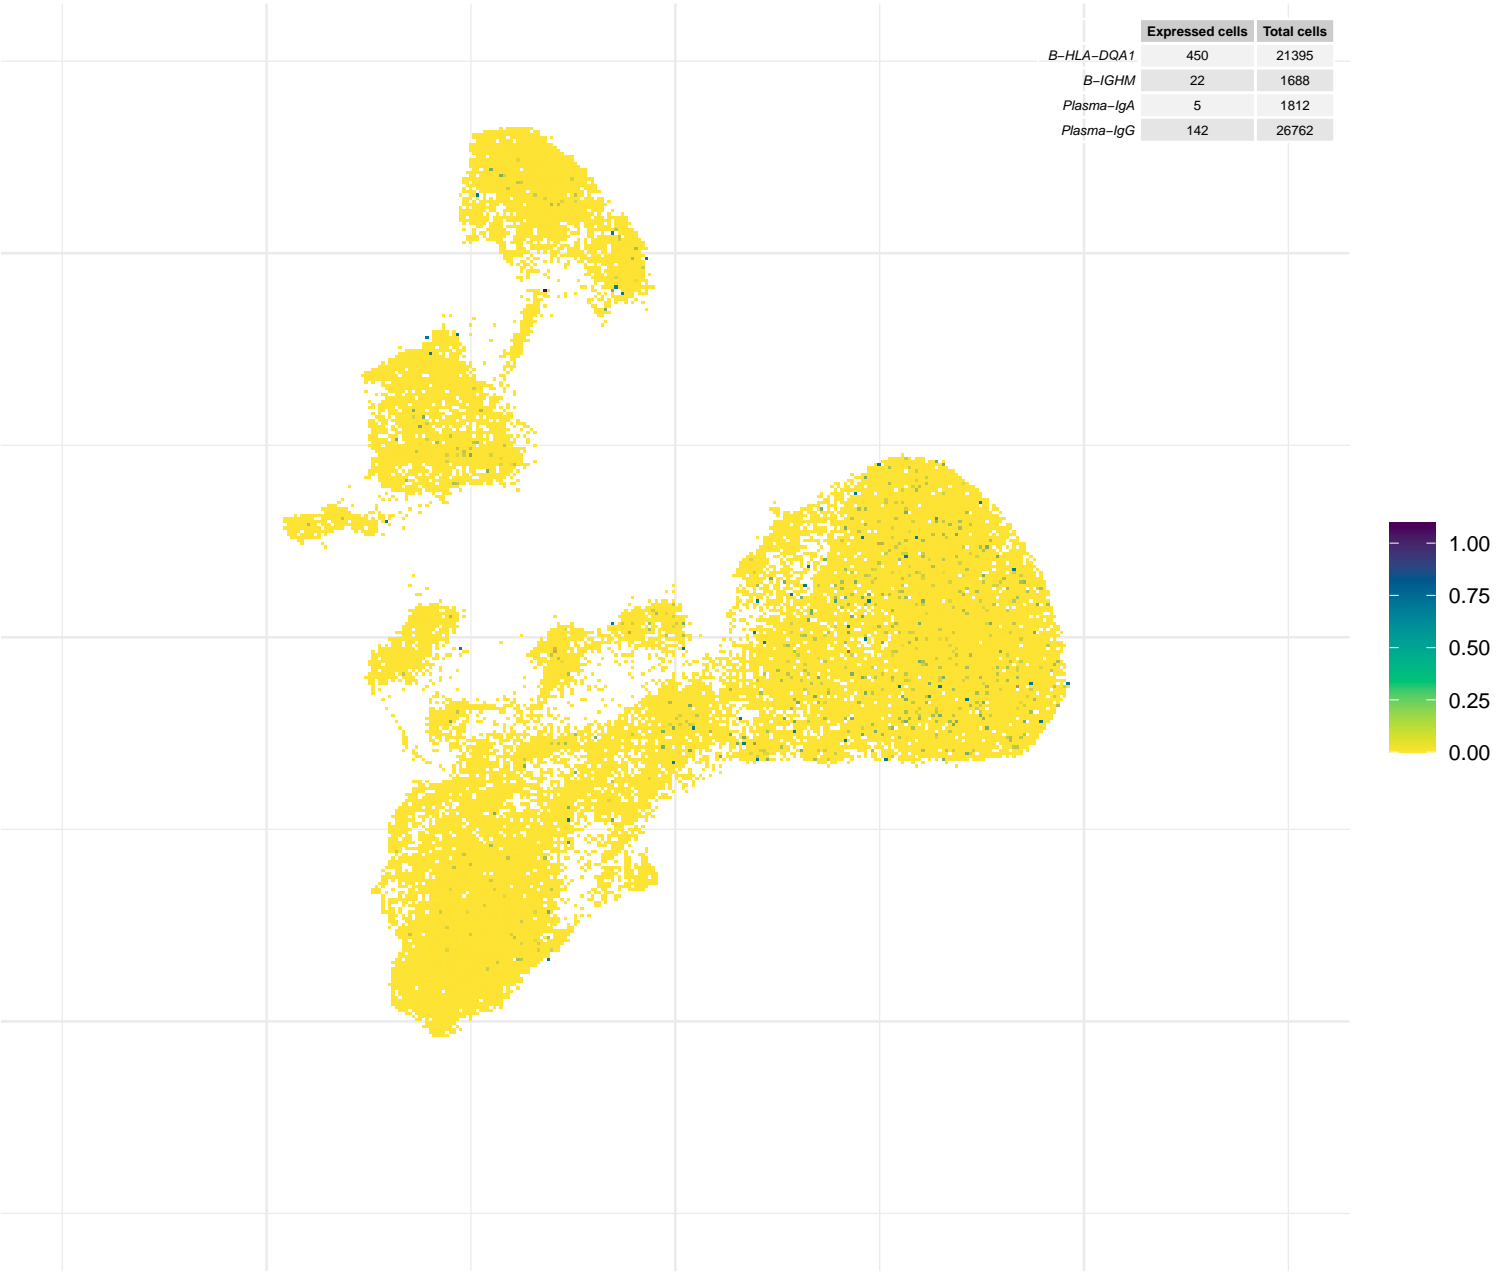 Expressed cells Total cells
B−HLA−DQA1 450 21395
B−IGHM 22 1688
Plasma−IgA 5 1812
Plasma−IgG 142 26762
1.00
0.75
0.50
0.25
0.00